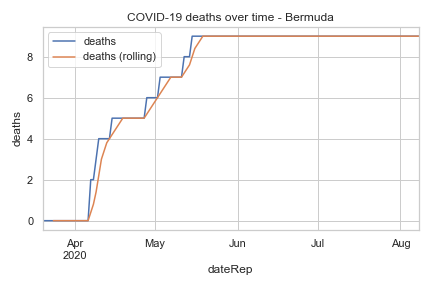 COVID-19 deaths over time - Bermuda
deaths
deaths (rolling)
deaths
8
6
4
2
0
Apr
2020
May
Jun
Jul
Aug
dateRep